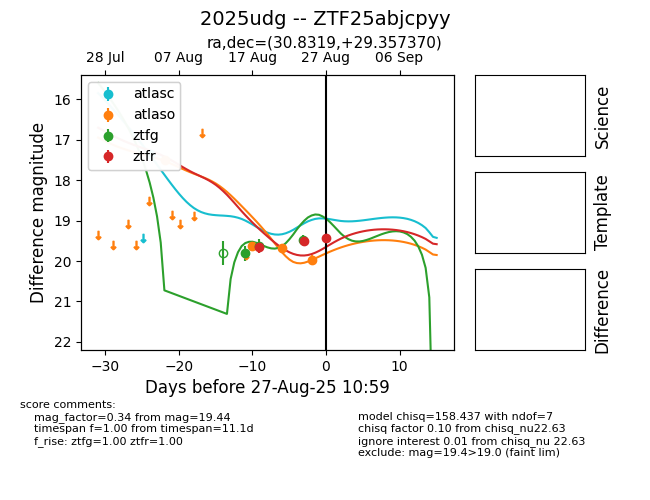 2025udg -- ZTF25abjcpyy
ra,dec=(30.8319,+29.357370)
28 Jul 07 Aug 17 Aug 27 Aug 06 Sep
atlasc
atlaso
ztfg
ztfr
16
17
18
19
20
21
22
Difference magnitude
−30 −20 −10 0 10
Days before 27-Aug-25 10:59
Science
Template
Difference
score comments:
mag_factor=0.34 from mag=19.44
timespan f=1.00 from timespan=11.1d
f_rise: ztfg=1.00 ztfr=1.00
model chisq=158.437 with ndof=7
chisq factor 0.10 from chisq_nu22.63
ignore interest 0.01 from chisq_nu 22.63
exclude: mag=19.4>19.0 (faint lim)